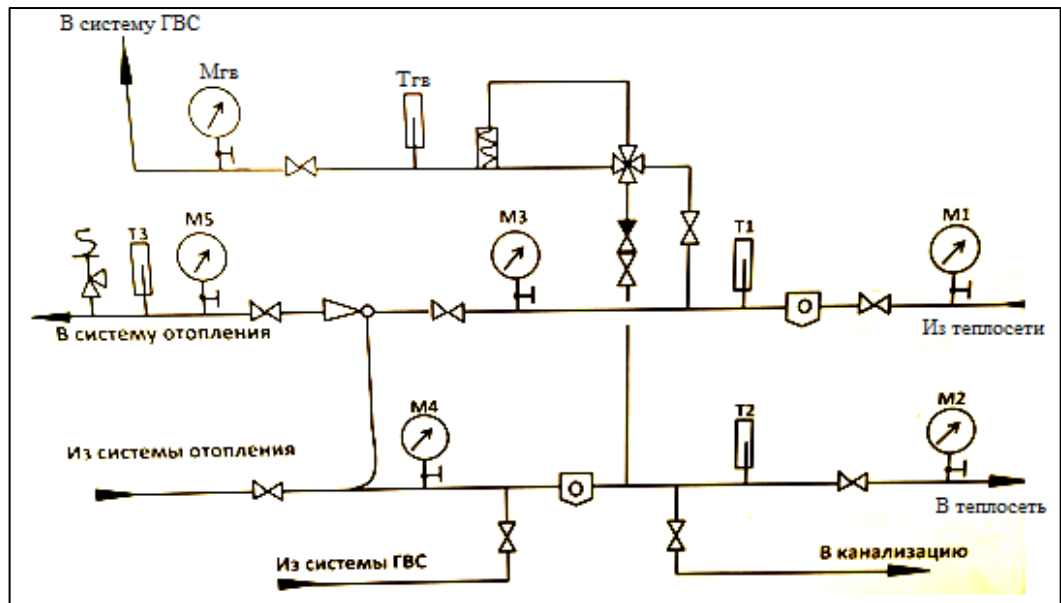 В систему ГВС
Мгв
Тгв
М5
М3
Т1
М1
Т3
В систему отопления
Из теплосети
М4
Т2
М2
Из системы отопления
В теплосеть
Из системы ГВС
В канализацию